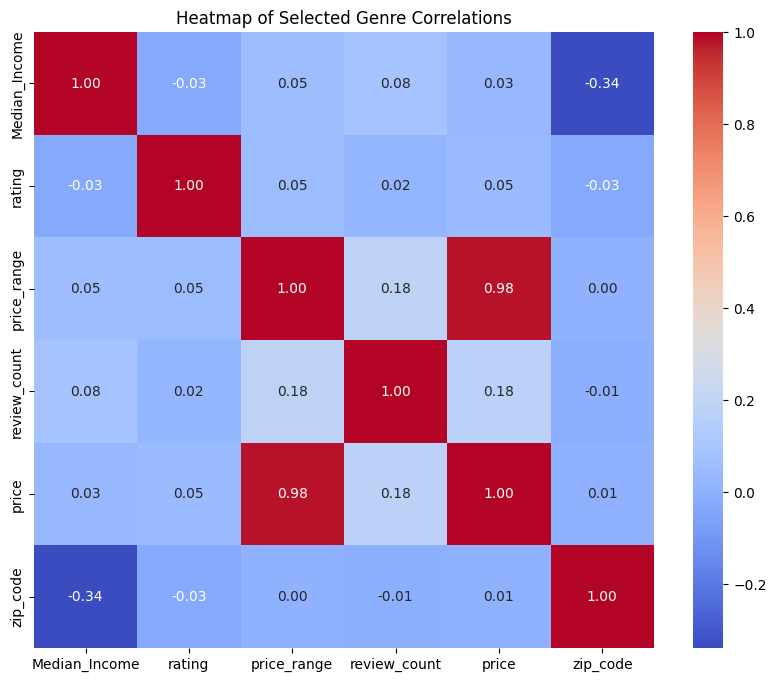 Heatmap of Selected Genre Correlations
Median_Income 1.00 -0.03 0.05 0.08 0.03 -0.34
rating -0.03 1.00 0.05 0.02 0.05 -0.03
price_range 0.05 0.05 1.00 0.18 0.98 0.00
review_count 0.08 0.02 0.18 1.00 0.18 -0.01
price 0.03 0.05 0.98 0.18 1.00 0.01
zip_code -0.34 -0.03 0.00 -0.01 0.01 1.00
Median_Income rating price_range review_count price zip_code
1.0
0.8
0.6
0.4
0.2
0.0
−0.2